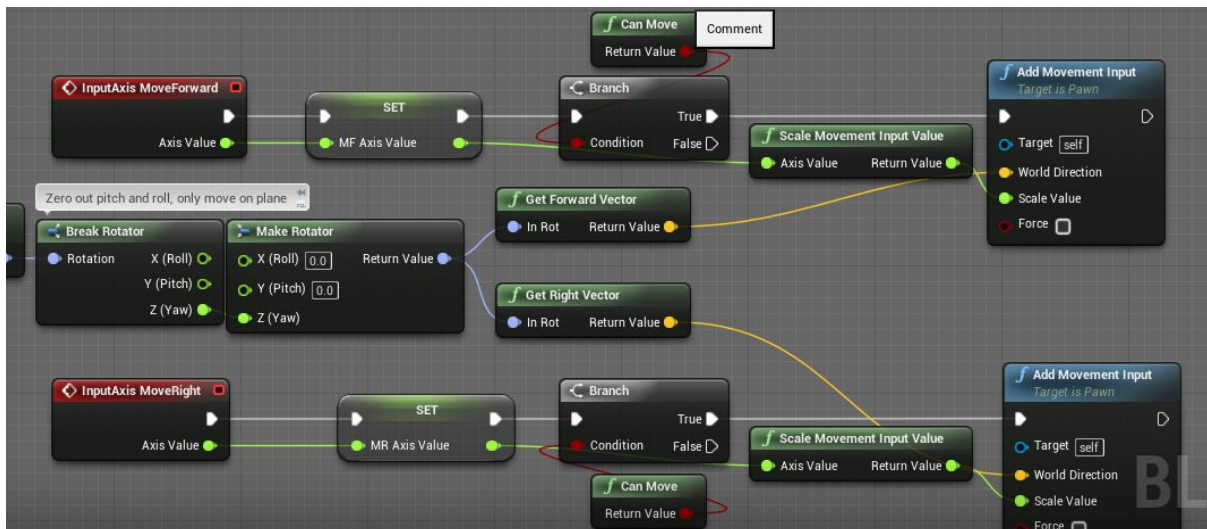 Can Move
Comment
Return Value
InputAxis MoveForward
Axis Value
SET
MF Axis Value
Branch
True
Condition
False
Scale Movement Input Value
Axis Value
Return Value
Add Movement Input
Target is Pawn
Target self
World Direction
Scale Value
Force
Zero out pitch and roll, only move on plane
Break Rotator
Rotation
X (Roll)
Y (Pitch)
Z (Yaw)
Make Rotator
X (Roll) 0.0
Return Value
Y (Pitch) 0.0
Z (Yaw)
Get Forward Vector
In Rot
Return Value
Get Right Vector
In Rot
Return Value
InputAxis MoveRight
Axis Value
SET
MR Axis Value
Branch
True
Condition
False
Can Move
Return Value
Scale Movement Input Value
Axis Value
Return Value
Add Movement Input
Target is Pawn
Target self
World Direction
Scale Value
Force
BL